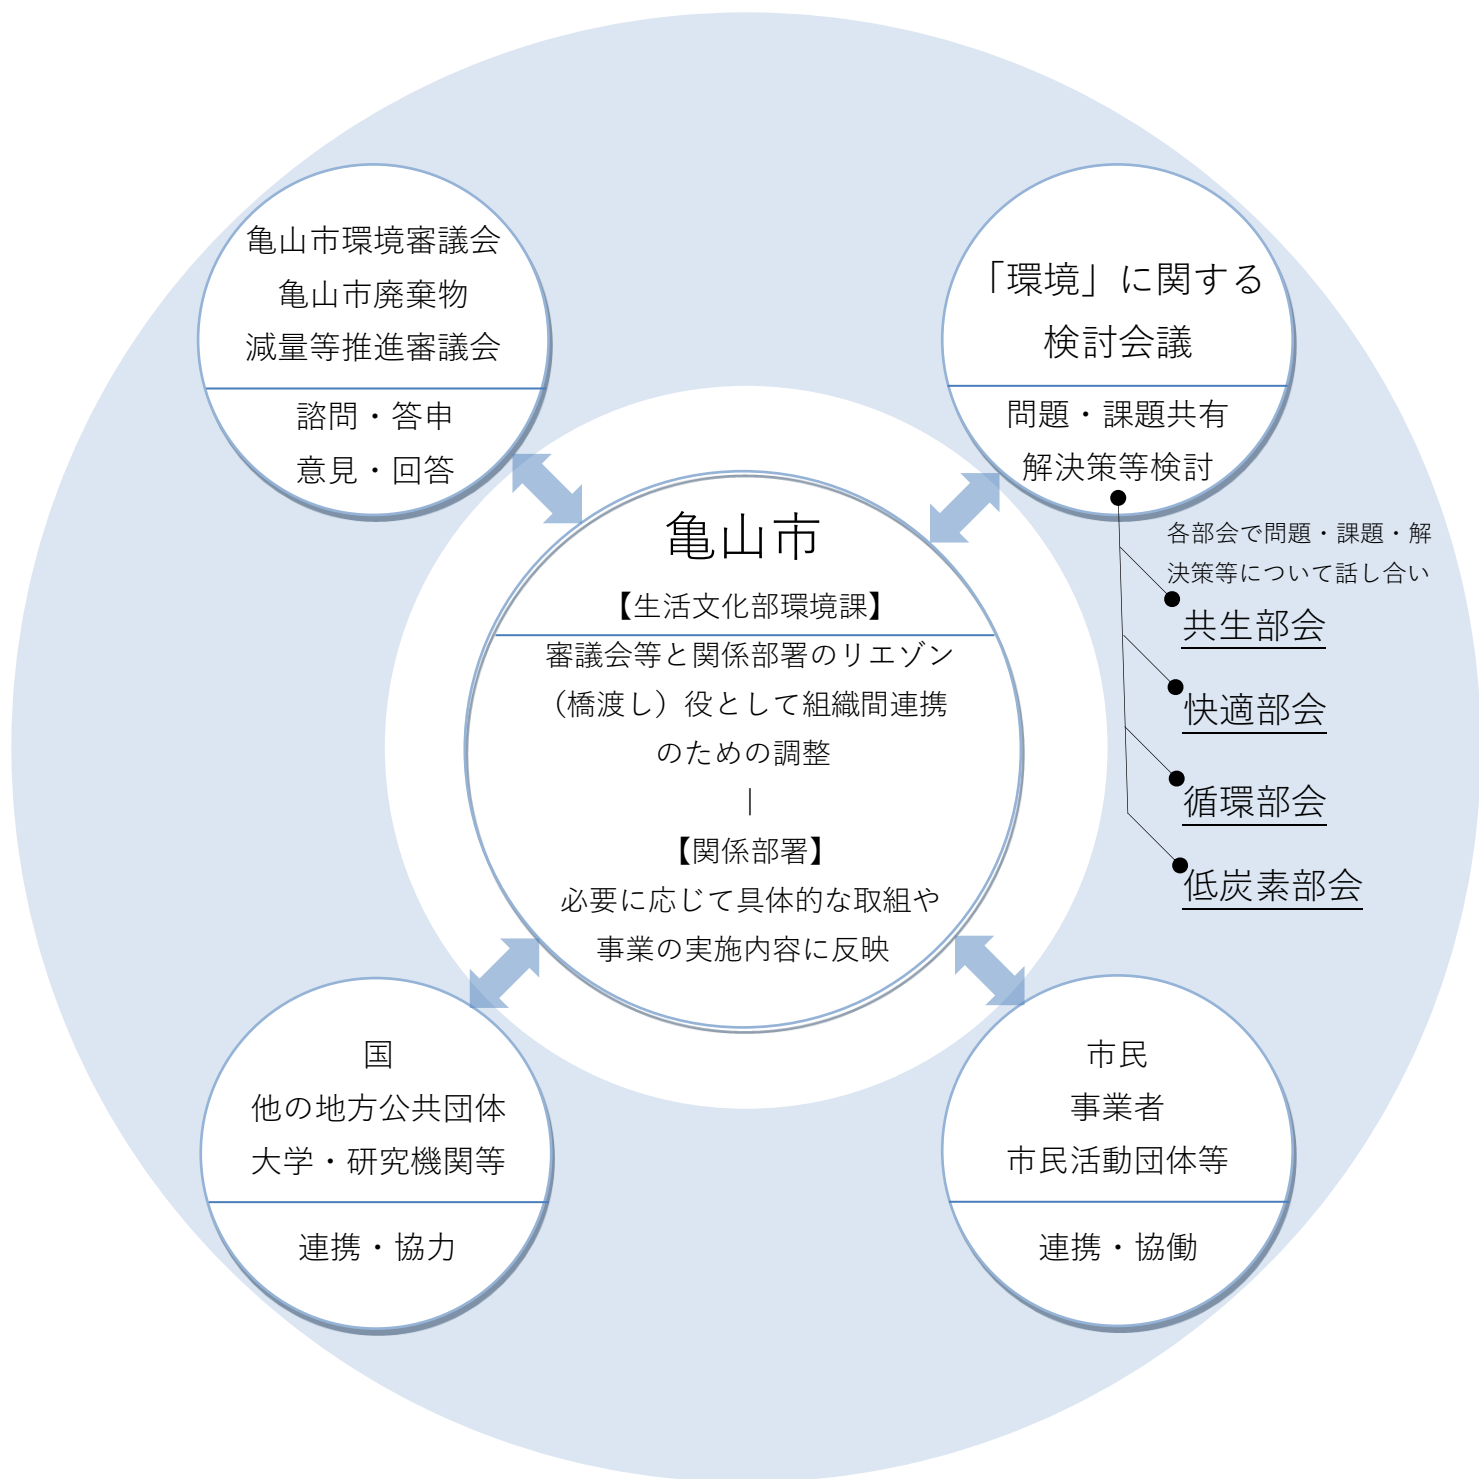 亀山市環境審議会
亀山市廃棄物
減量等推進審議会
諮問・答申
意見・回答
「環境」に関する
検討会議
問題・課題共有
解決策等検討
各部会で問題・課題・解
決策等について話し合い
共生部会
快適部会
循環部会
低炭素部会
亀山市
【生活文化部環境課】
審議会等と関係部署のリエゾン
（橋渡し）役として組織間連携
のための調整
｜
【関係部署】
必要に応じて具体的な取組や
事業の実施内容に反映
国
他の地方公共団体
大学・研究機関等
連携・協力
市民
事業者
市民活動団体等
連携・協働